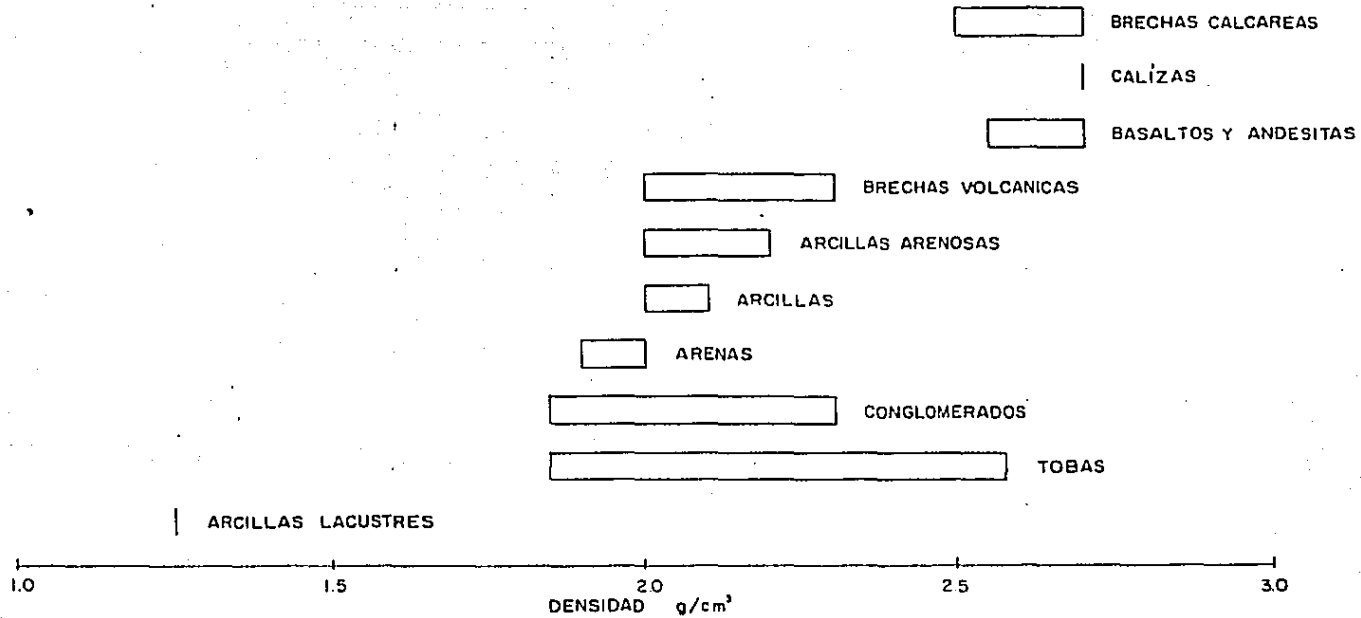 BRECHAS CALCAREAS
CALÍZAS
BASALTOS Y ANDESITAS
BRECHAS VOLCANICAS
ARCILLAS ARENOSAS
ARCILLAS
ARENAS
CONGLOMERADOS
TOBAS
ARCILLAS LACUSTRES
1.0 1.5 2.0 2.5 3.0
DENSIDAD g/cm³